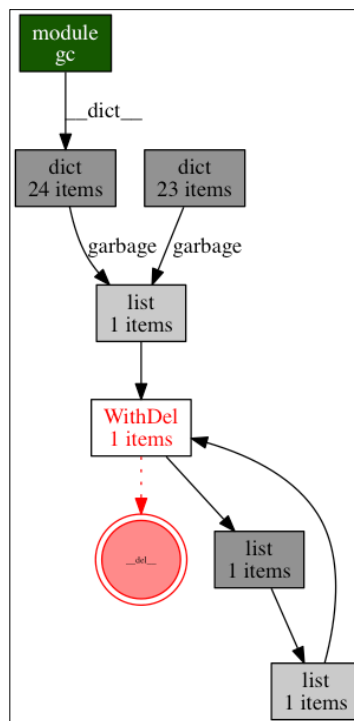 module
gc
__dict__
dict
24 items
dict
23 items
garbage
garbage
list
1 items
WithDel
1 items
__del__
list
1 items
list
1 items